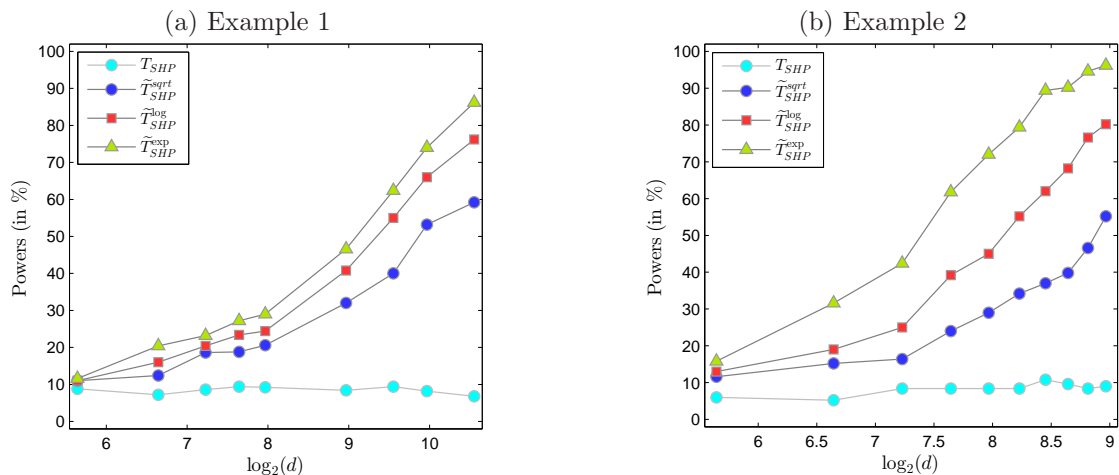 (a) Example 1
100
90
80
70
60
50
40
30
20
10
0
Powers (in %)
T_SHP
T̃^sqrt_SHP
T̃^log_SHP
T̃^exp_SHP
6 7 8 9 10
log₂(d)
(b) Example 2
100
90
80
70
60
50
40
30
20
10
0
Powers (in %)
T_SHP
T̃^sqrt_SHP
T̃^log_SHP
T̃^exp_SHP
6 6.5 7 7.5 8 8.5 9
log₂(d)